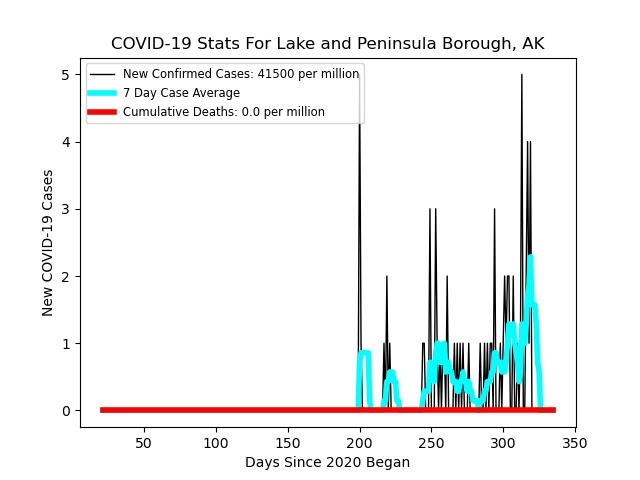 COVID-19 Stats For Lake and Peninsula Borough, AK
New Confirmed Cases: 41500 per million
7 Day Case Average
Cumulative Deaths: 0.0 per million
New COVID-19 Cases
5
4
3
2
1
0
50 100 150 200 250 300 350
Days Since 2020 Began